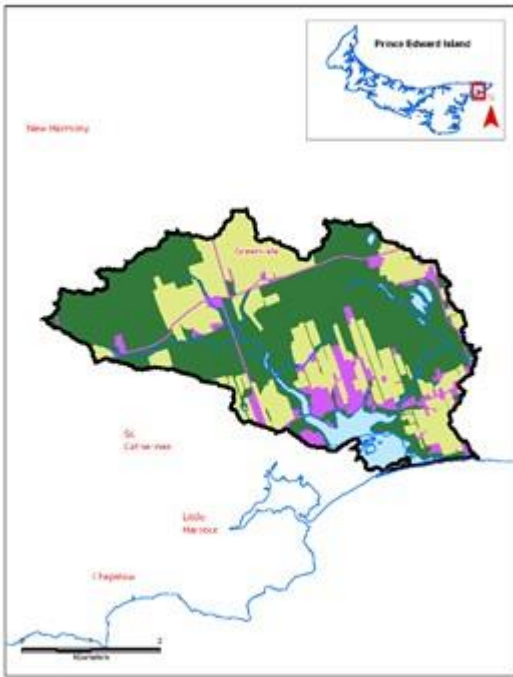 Prince Edward Island
New Harmony
Greenvale
St.
Catherines
Little
Harbour
Chepstow
2
Kilometers